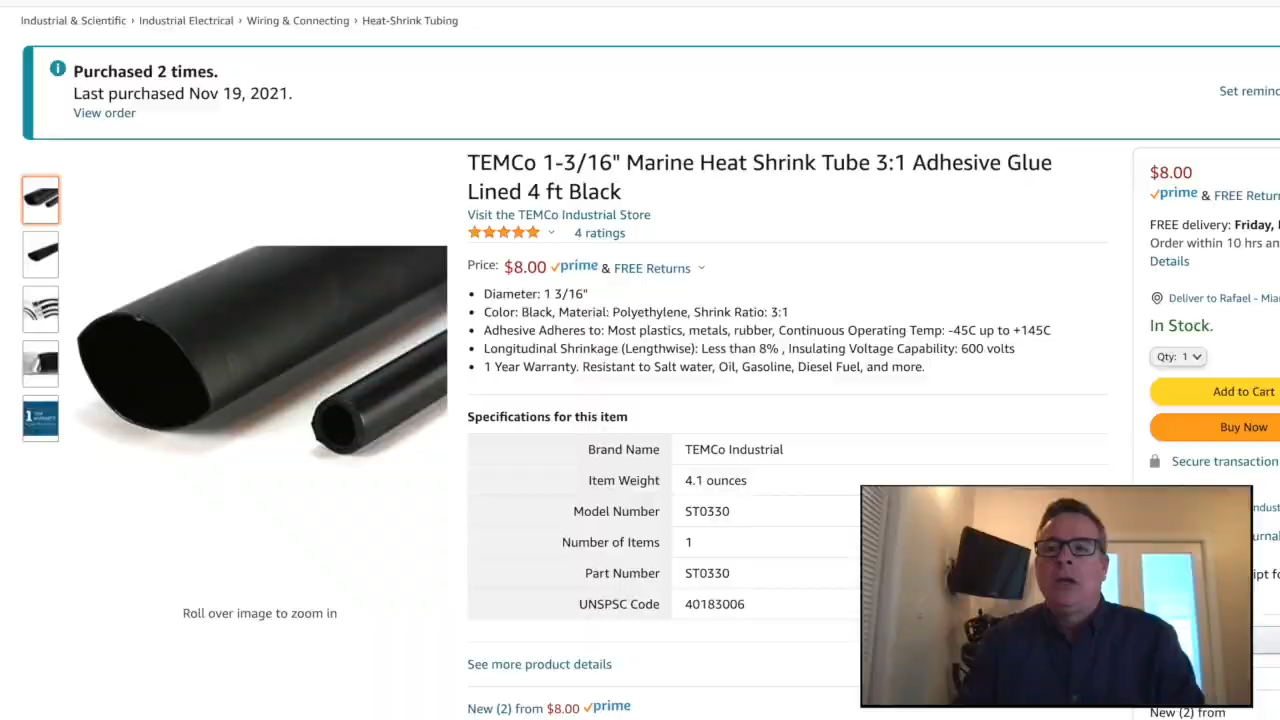 Industrial & Scientific › Industrial Electrical › Wiring & Connecting › Heat-Shrink Tubing
Purchased 2 times.
Last purchased Nov 19, 2021.
View order
Set remind
TEMCo 1-3/16" Marine Heat Shrink Tube 3:1 Adhesive Glue
Lined 4 ft Black
Visit the TEMCo Industrial Store
4 ratings
Price: $8.00 prime & FREE Returns
Diameter: 1 3/16"
Color: Black, Material: Polyethylene, Shrink Ratio: 3:1
Adhesive Adheres to: Most plastics, metals, rubber, Continuous Operating Temp: -45C up to +145C
Longitudinal Shrinkage (Lengthwise): Less than 8% , Insulating Voltage Capability: 600 volts
1 Year Warranty. Resistant to Salt water, Oil, Gasoline, Diesel Fuel, and more.
Specifications for this item
Brand Name TEMCo Industrial
Item Weight 4.1 ounces
Model Number ST0330
Number of Items 1
Part Number ST0330
UNSPSC Code 40183006
See more product details
New (2) from $8.00 prime
Roll over image to zoom in
$8.00
prime & FREE Return
FREE delivery: Friday,
Order within 10 hrs an
Details
Deliver to Rafael - Mia
In Stock.
Qty: 1
Add to Cart
Buy Now
Secure transaction
ndust
urnal
ipt fo
New (2) from